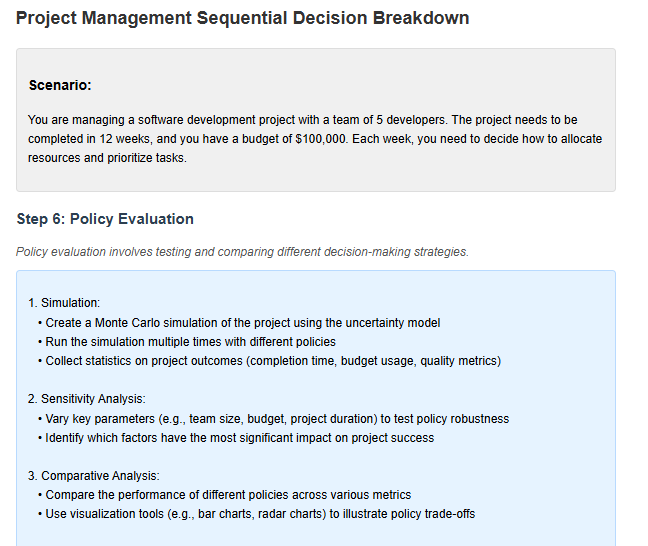 Project Management Sequential Decision Breakdown
Scenario:
You are managing a software development project with a team of 5 developers. The project needs to be
completed in 12 weeks, and you have a budget of $100,000. Each week, you need to decide how to allocate
resources and prioritize tasks.
Step 6: Policy Evaluation
Policy evaluation involves testing and comparing different decision-making strategies.
1. Simulation:
• Create a Monte Carlo simulation of the project using the uncertainty model
• Run the simulation multiple times with different policies
• Collect statistics on project outcomes (completion time, budget usage, quality metrics)
2. Sensitivity Analysis:
• Vary key parameters (e.g., team size, budget, project duration) to test policy robustness
• Identify which factors have the most significant impact on project success
3. Comparative Analysis:
• Compare the performance of different policies across various metrics
• Use visualization tools (e.g., bar charts, radar charts) to illustrate policy trade-offs